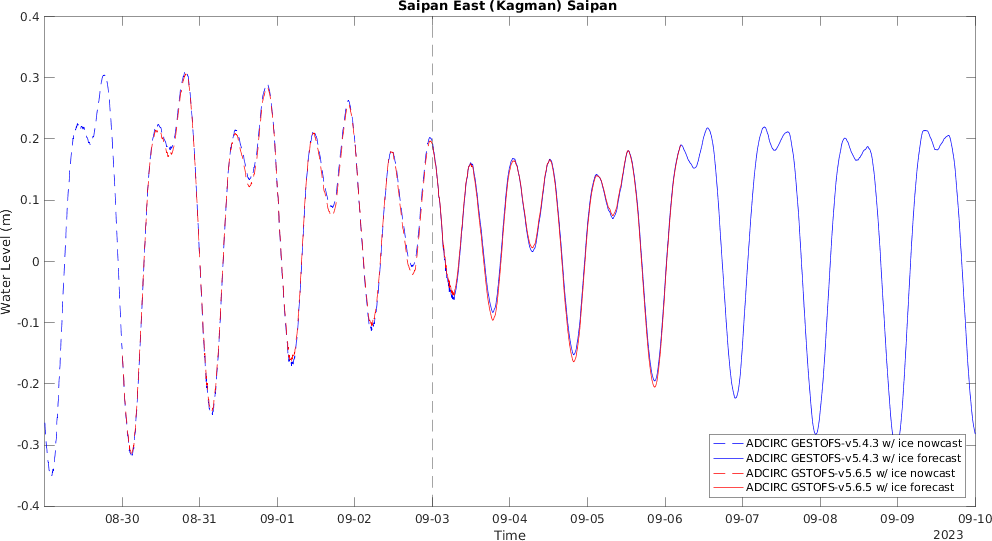 Saipan East (Kagman) Saipan
0.4
0.3
0.2
0.1
0
-0.1
-0.2
-0.3
-0.4
Water Level (m)
08-30 08-31 09-01 09-02 09-03 09-04 09-05 09-06 09-07 09-08 09-09 09-10
Time
2023
ADCIRC GESTOFS-v5.4.3 w/ ice nowcast
ADCIRC GESTOFS-v5.4.3 w/ ice forecast
ADCIRC GSTOFS-v5.6.5 w/ ice nowcast
ADCIRC GSTOFS-v5.6.5 w/ ice forecast